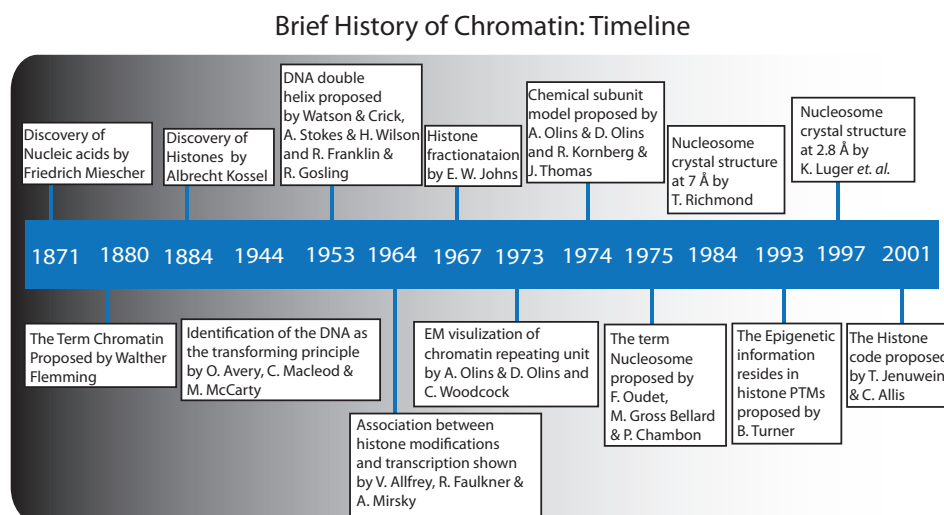 Brief History of Chromatin: Timeline
Discovery of
Nucleic acids by
Friedrich Miescher
Discovery of
Histones by
Albrecht Kossel
DNA double
helix proposed
by Watson & Crick,
A. Stokes & H. Wilson
and R. Franklin &
R. Gosling
Histone
fractionataion
by E. W. Johns
Chemical subunit
model proposed by
A. Olins & D. Olins
and R. Kornberg &
J. Thomas
Nucleosome
crystal structure
at 7 Å by
T. Richmond
Nucleosome
crystal structure
at 2.8 Å by
K. Luger et. al.
1871 1880 1884 1944 1953 1964 1967 1973 1974 1975 1984 1993 1997 2001
The Term Chromatin
Proposed by Walther
Flemming
Identification of the DNA as
the transforming principle
by O. Avery, C. Macleod &
M. McCarty
Association between
histone modifications
and transcription shown
by V. Allfrey, R. Faulkner &
A. Mirsky
EM visulization of
chromatin repeating unit
by A. Olins & D. Olins and
C. Woodcock
The term
Nucleosome
proposed by
F. Oudet,
M. Gross Bellard
& P. Chambon
The Epigenetic
information
resides in
histone PTMs
proposed by
B. Turner
The Histone
code proposed
by T. Jenuwein
& C. Allis